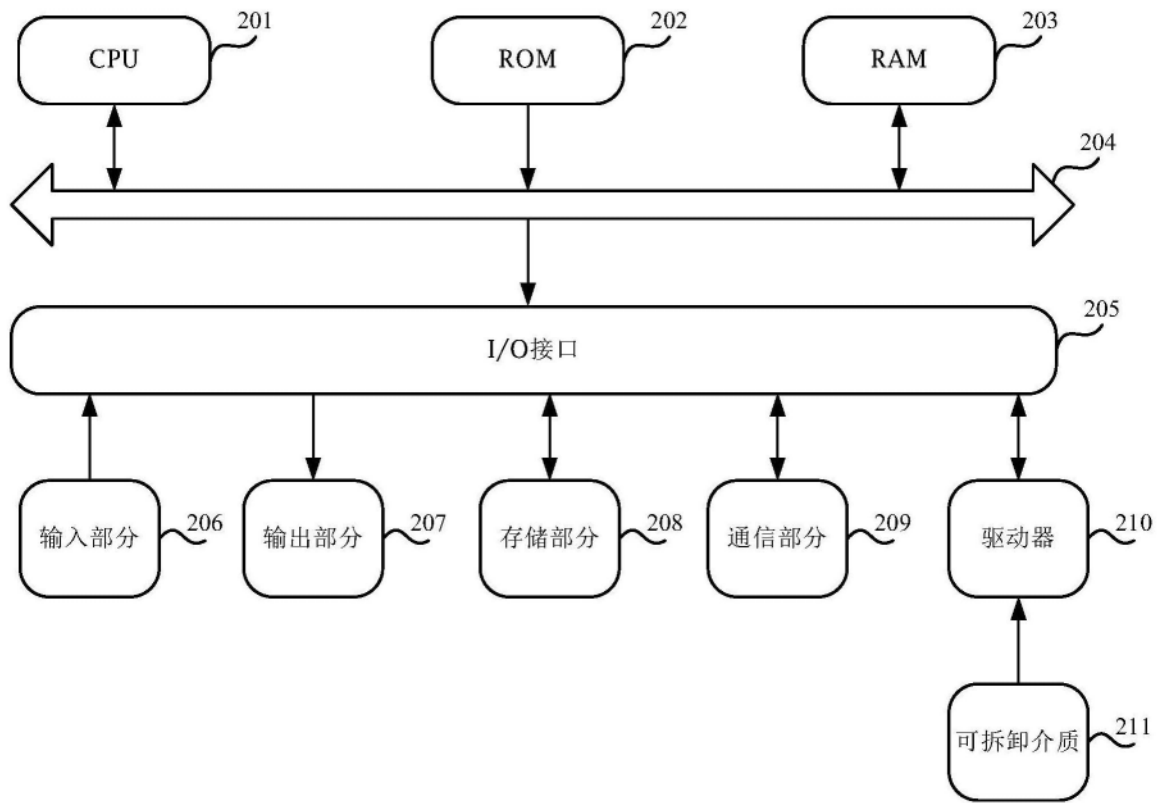 CPU
201
ROM
202
RAM
203
204
I/O接口
205
输入部分
206
输出部分
207
存储部分
208
通信部分
209
驱动器
210
可拆卸介质
211